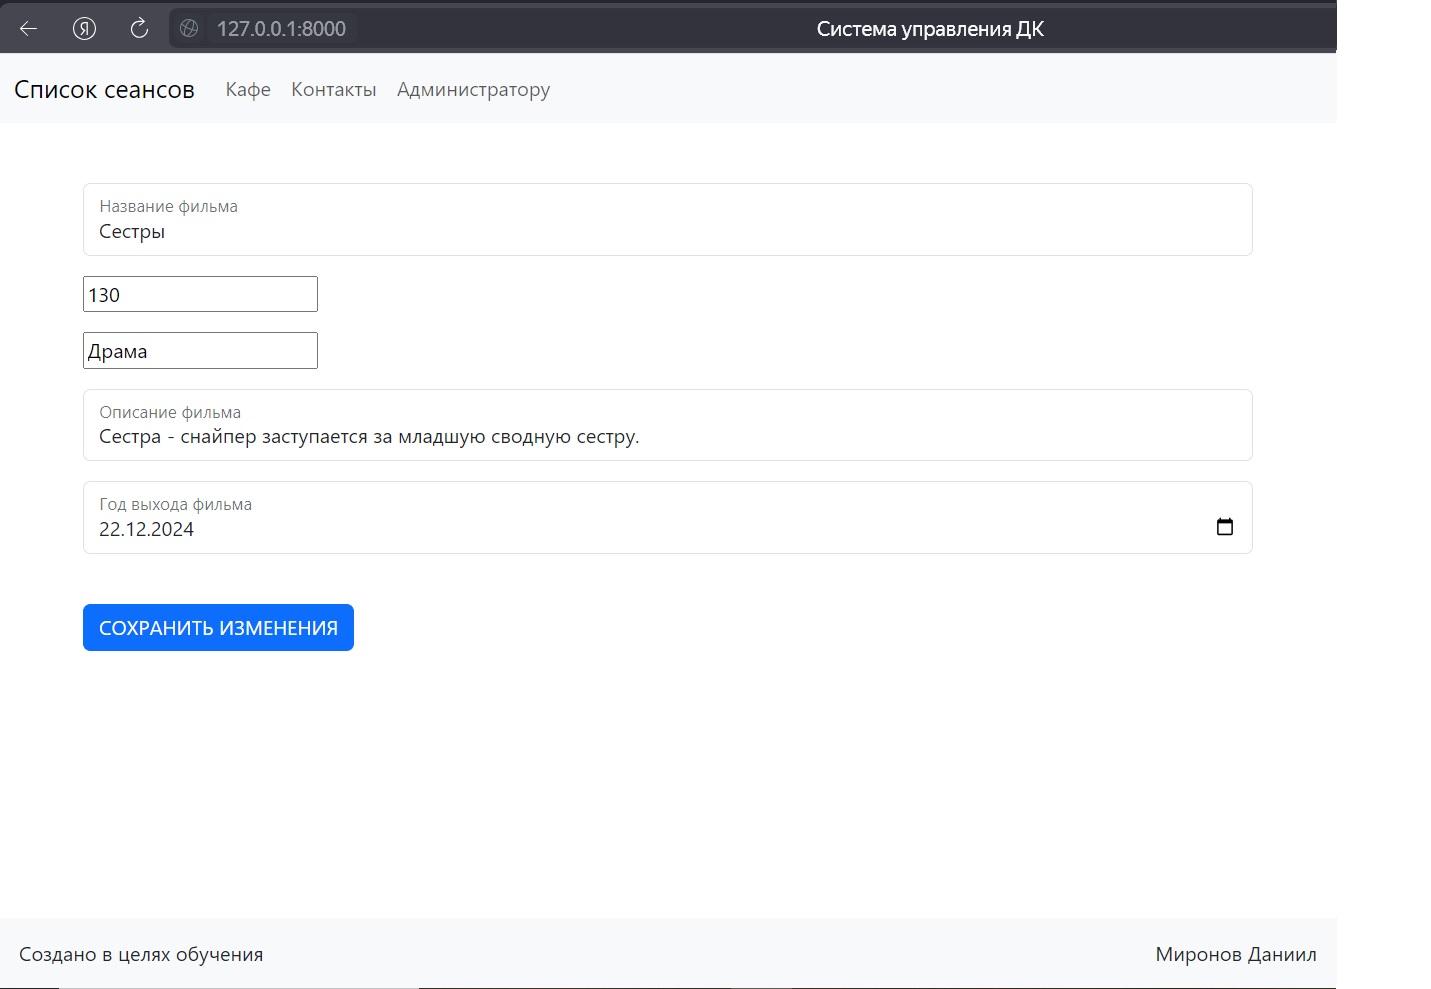 Я 127.0.0.1:8000 Система управления ДК
Список сеансов Кафе Контакты Администратору
Название фильма
Сестры
130
Драма
Описание фильма
Сестра - снайпер заступается за младшую сводную сестру.
Год выхода фильма
22.12.2024
СОХРАНИТЬ ИЗМЕНЕНИЯ
Создано в целях обучения Миронов Даниил